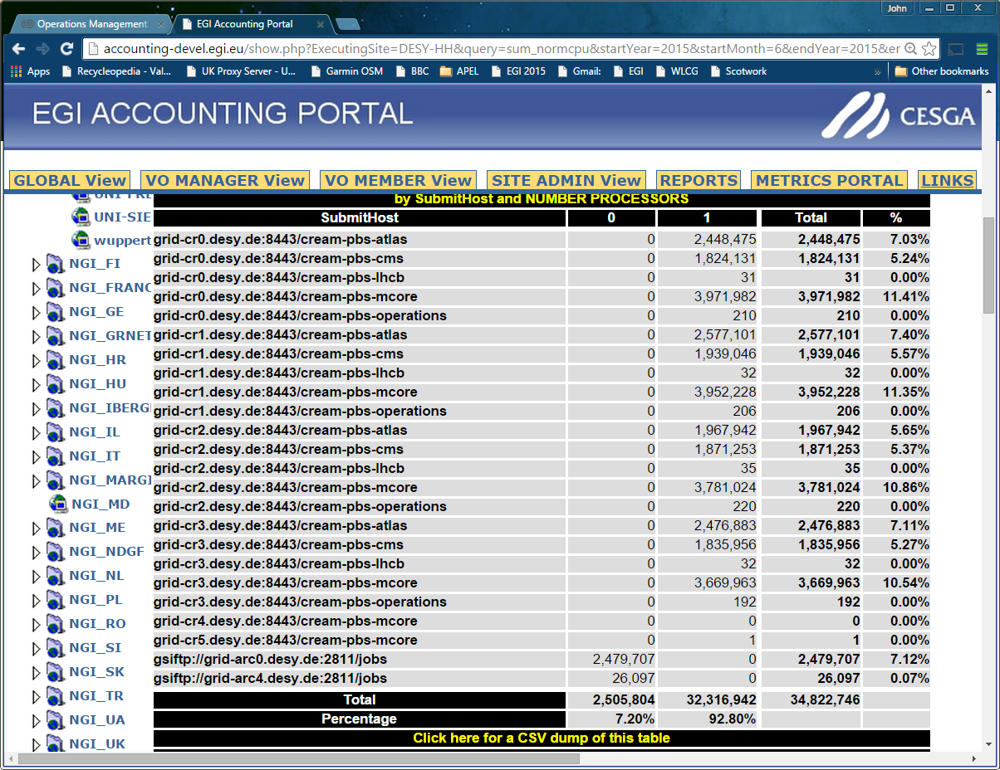 John
Operations Management
EGI Accounting Portal
accounting-devel.egi.eu/show.php?ExecutingSite=DESY-HH&query=sum_normcpu&startYear=2015&startMonth=6&endYear=2015&er
Apps Recycleopedia - Val... UK Proxy Server - U... Garmin OSM BBC APEL EGI 2015 Gmail: EGI WLCG Scotwork » Other bookmarks
EGI ACCOUNTING PORTAL
CESGA
GLOBAL View VO MANAGER View VO MEMBER View SITE ADMIN View REPORTS METRICS PORTAL LINKS
UNI-SIE
wuppert
NGI_FI
NGI_FRANC
NGI_GE
NGI_GRNET
NGI_HR
NGI_HU
NGI_IBERG
NGI_IL
NGI_IT
NGI_MARGI
NGI_MD
NGI_ME
NGI_NDGF
NGI_NL
NGI_PL
NGI_RO
NGI_SI
NGI_SK
NGI_TR
NGI_UA
NGI_UK
by SubmitHost and NUMBER PROCESSORS
SubmitHost 0 1 Total %
grid-cr0.desy.de:8443/cream-pbs-atlas 0 2,448,475 2,448,475 7.03%
grid-cr0.desy.de:8443/cream-pbs-cms 0 1,824,131 1,824,131 5.24%
grid-cr0.desy.de:8443/cream-pbs-lhcb 0 31 31 0.00%
grid-cr0.desy.de:8443/cream-pbs-mcore 0 3,971,982 3,971,982 11.41%
grid-cr0.desy.de:8443/cream-pbs-operations 0 210 210 0.00%
grid-cr1.desy.de:8443/cream-pbs-atlas 0 2,577,101 2,577,101 7.40%
grid-cr1.desy.de:8443/cream-pbs-cms 0 1,939,046 1,939,046 5.57%
grid-cr1.desy.de:8443/cream-pbs-lhcb 0 32 32 0.00%
grid-cr1.desy.de:8443/cream-pbs-mcore 0 3,952,228 3,952,228 11.35%
grid-cr1.desy.de:8443/cream-pbs-operations 0 206 206 0.00%
grid-cr2.desy.de:8443/cream-pbs-atlas 0 1,967,942 1,967,942 5.65%
grid-cr2.desy.de:8443/cream-pbs-cms 0 1,871,253 1,871,253 5.37%
grid-cr2.desy.de:8443/cream-pbs-lhcb 0 35 35 0.00%
grid-cr2.desy.de:8443/cream-pbs-mcore 0 3,781,024 3,781,024 10.86%
grid-cr2.desy.de:8443/cream-pbs-operations 0 220 220 0.00%
grid-cr3.desy.de:8443/cream-pbs-atlas 0 2,476,883 2,476,883 7.11%
grid-cr3.desy.de:8443/cream-pbs-cms 0 1,835,956 1,835,956 5.27%
grid-cr3.desy.de:8443/cream-pbs-lhcb 0 32 32 0.00%
grid-cr3.desy.de:8443/cream-pbs-mcore 0 3,669,963 3,669,963 10.54%
grid-cr3.desy.de:8443/cream-pbs-operations 0 192 192 0.00%
grid-cr4.desy.de:8443/cream-pbs-mcore 0 0 0 0.00%
grid-cr5.desy.de:8443/cream-pbs-mcore 0 1 1 0.00%
gsiftp://grid-arc0.desy.de:2811/jobs 2,479,707 0 2,479,707 7.12%
gsiftp://grid-arc4.desy.de:2811/jobs 26,097 0 26,097 0.07%
Total 2,505,804 32,316,942 34,822,746
Percentage 7.20% 92.80%
Click here for a CSV dump of this table